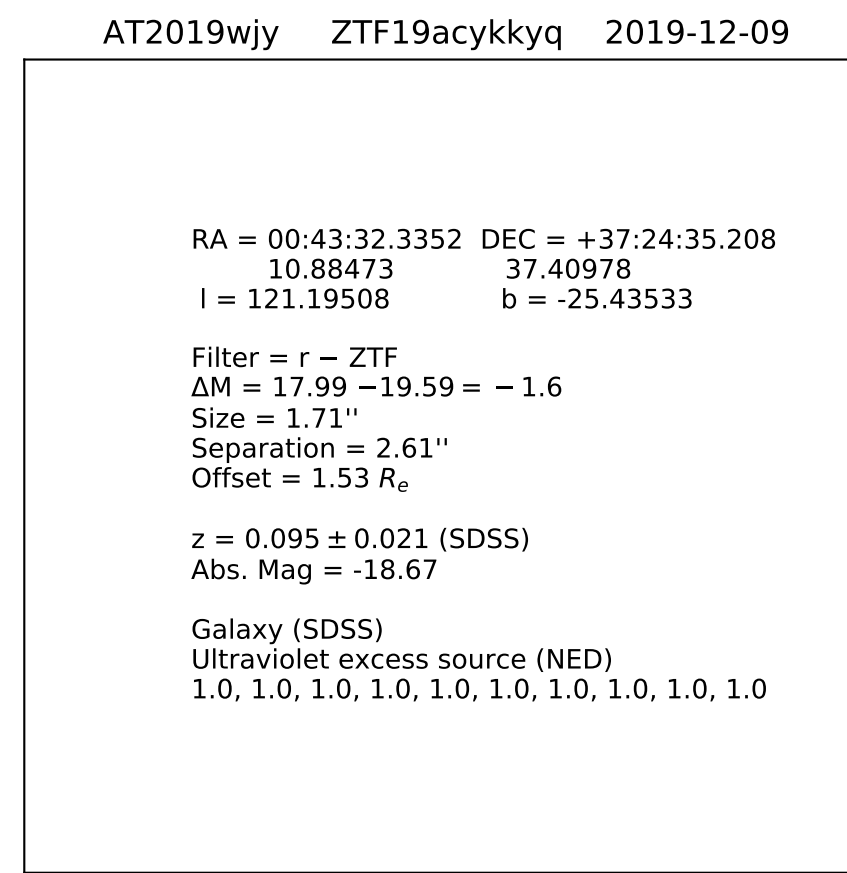 AT2019wjy ZTF19acykkyq 2019-12-09
RA = 00:43:32.3352 DEC = +37:24:35.208
10.88473 37.40978
l = 121.19508 b = -25.43533
Filter = r − ZTF
ΔM = 17.99 −19.59 = − 1.6
Size = 1.71''
Separation = 2.61''
Offset = 1.53 Rₑ
z = 0.095 ± 0.021 (SDSS)
Abs. Mag = -18.67
Galaxy (SDSS)
Ultraviolet excess source (NED)
1.0, 1.0, 1.0, 1.0, 1.0, 1.0, 1.0, 1.0, 1.0, 1.0